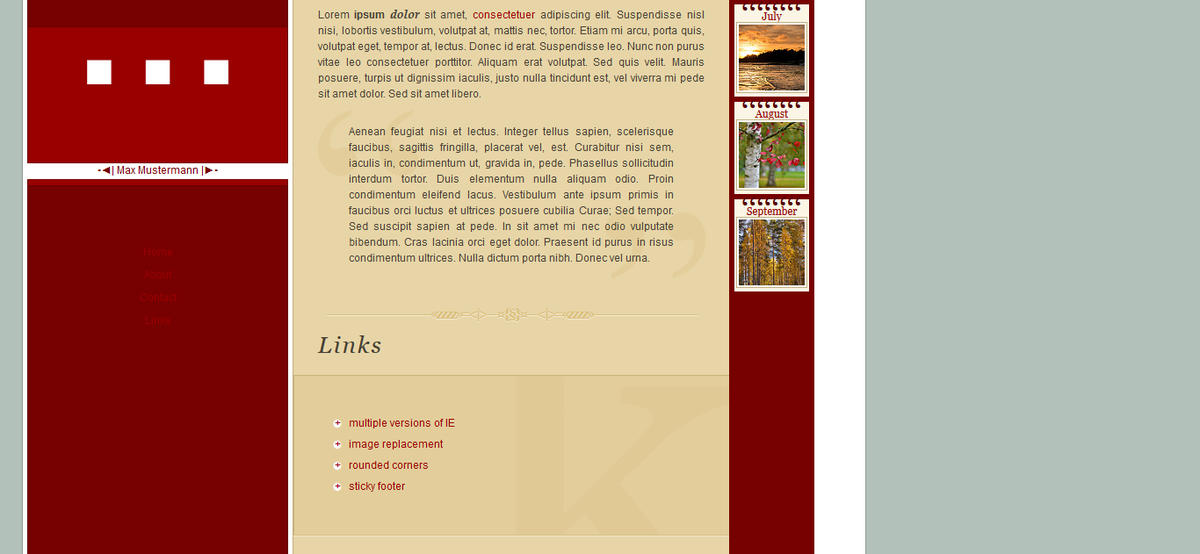 -◄| Max Mustermann |►-
Home
About
Contact
Links
Lorem ipsum dolor sit amet, consectetuer adipiscing elit. Suspendisse nisl
nisi, lobortis vestibulum, volutpat at, mattis nec, tortor. Etiam mi arcu, porta quis,
volutpat eget, tempor at, lectus. Donec id erat. Suspendisse leo. Nunc non purus
vitae leo consectetuer porttitor. Aliquam erat volutpat. Sed quis velit. Mauris
posuere, turpis ut dignissim iaculis, justo nulla tincidunt est, vel viverra mi pede
sit amet dolor. Sed sit amet libero.
Aenean feugiat nisi et lectus. Integer tellus sapien, scelerisque
faucibus, sagittis fringilla, placerat vel, est. Curabitur nisi sem,
iaculis in, condimentum ut, gravida in, pede. Phasellus sollicitudin
interdum tortor. Duis elementum nulla aliquam odio. Proin
condimentum eleifend lacus. Vestibulum ante ipsum primis in
faucibus orci luctus et ultrices posuere cubilia Curae; Sed tempor.
Sed suscipit sapien at pede. In sit amet mi nec odio vulputate
bibendum. Cras lacinia orci eget dolor. Praesent id purus in risus
condimentum ultrices. Nulla dictum porta nibh. Donec vel urna.
Links
k
multiple versions of IE
image replacement
rounded corners
sticky footer
July
August
September